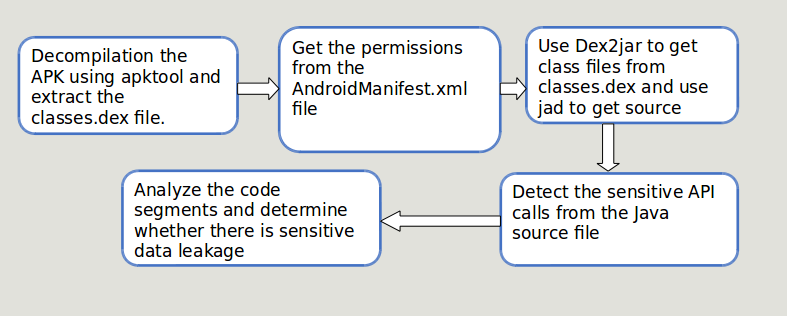 Decompilation the
APK using apktool and
extract the
classes.dex file.
Get the permissions
from the
AndroidManifest.xml
file
Use Dex2jar to get
class files from
classes.dex and use
jad to get source
Detect the sensitive API
calls from the Java
source file
Analyze the code
segments and determine
whether there is sensitive
data leakage